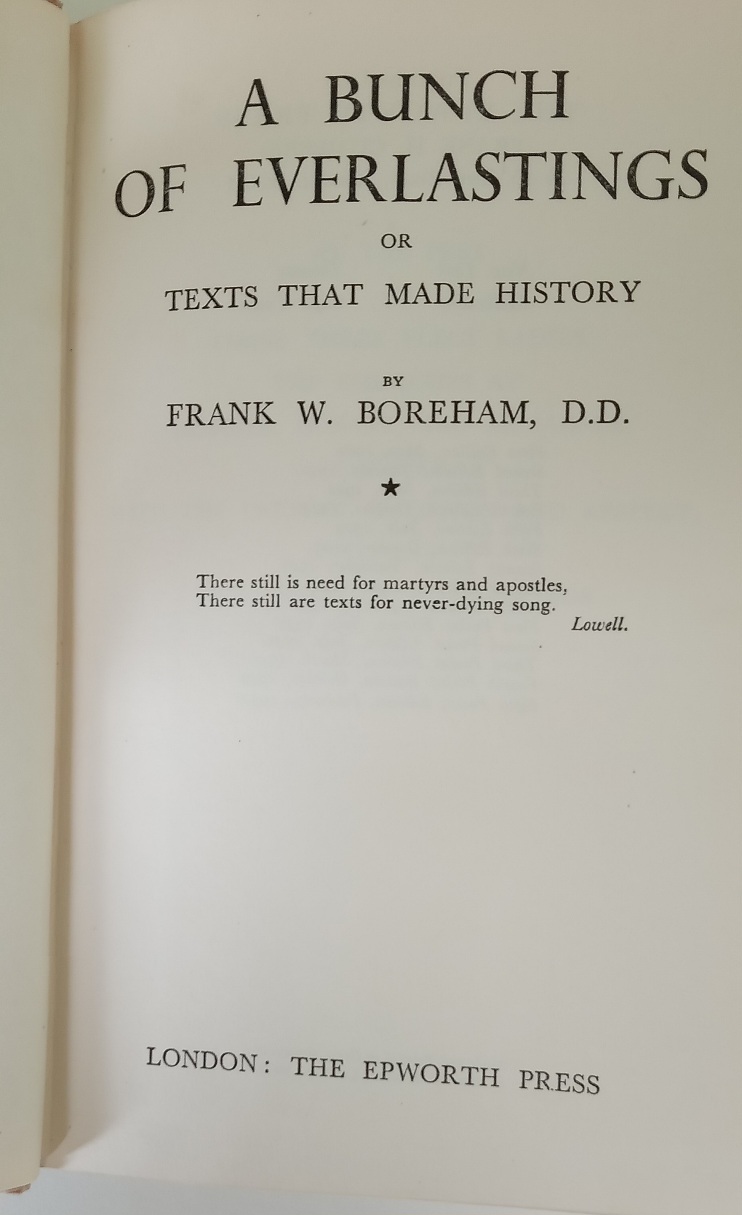 A BUNCH
OF EVERLASTINGS
OR
TEXTS THAT MADE HISTORY
BY
FRANK W. BOREHAM, D.D.
★
There still is need for martyrs and apostles,
There still are texts for never-dying song.
Lowell.
LONDON: THE EPWORTH PRESS